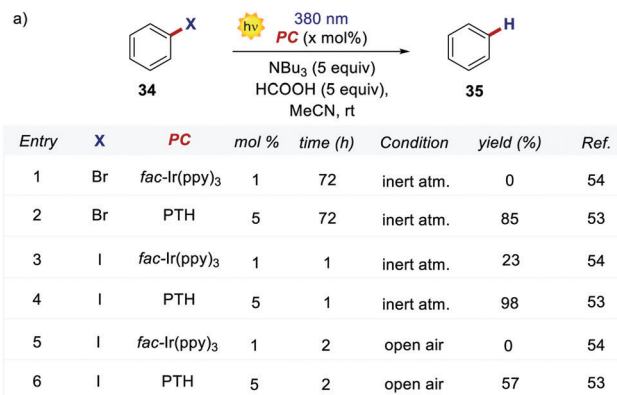 a)
X
hν
380 nm
PC (x mol%)
H
NBu₃ (5 equiv)
HCOOH (5 equiv),
MeCN, rt
34
35
Entry X PC mol % time (h) Condition yield (%) Ref.
1 Br fac-Ir(ppy)₃ 1 72 inert atm. 0 54
2 Br PTH 5 72 inert atm. 85 53
3 I fac-Ir(ppy)₃ 1 1 inert atm. 23 54
4 I PTH 5 1 inert atm. 98 53
5 I fac-Ir(ppy)₃ 1 2 open air 0 54
6 I PTH 5 2 open air 57 53